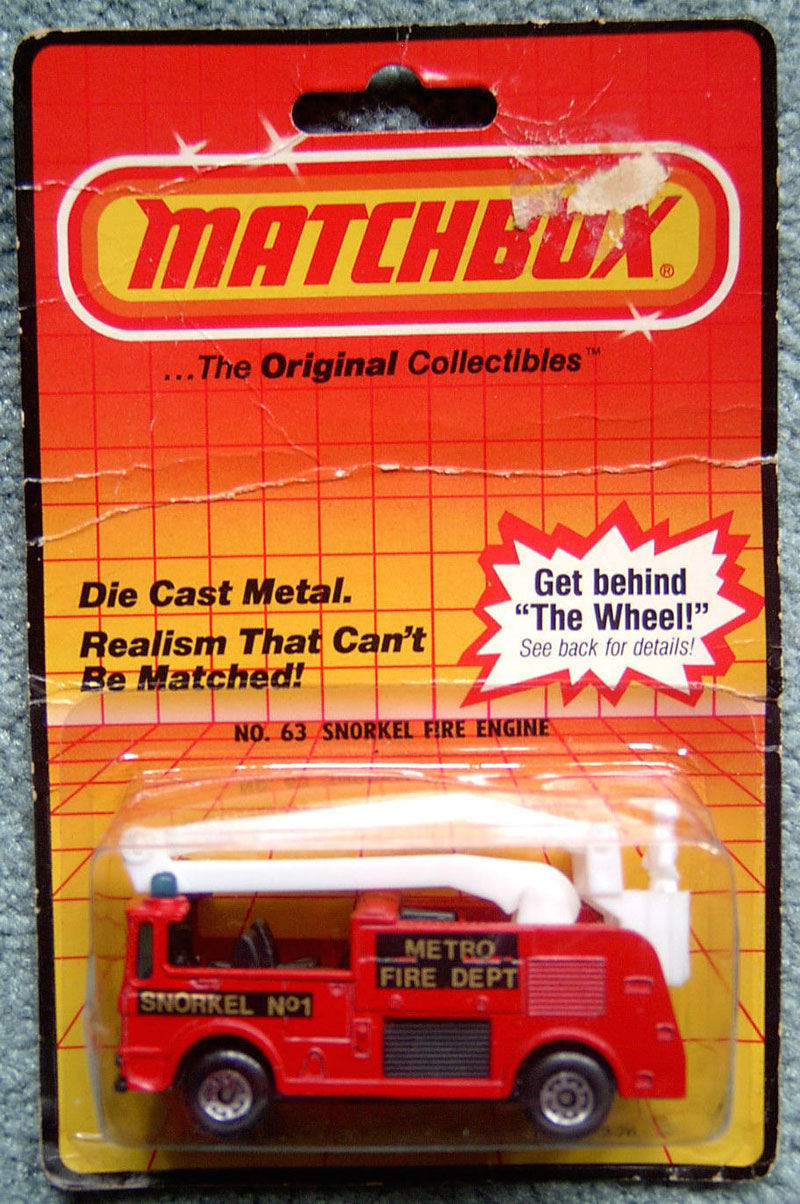 MATCHBOX®
...The Original Collectibles™
Die Cast Metal.
Realism That Can't
Be Matched!
Get behind
“The Wheel!”
See back for details!
NO. 63 SNORKEL FIRE ENGINE
METRO
FIRE DEPT
SNORKEL Nº1